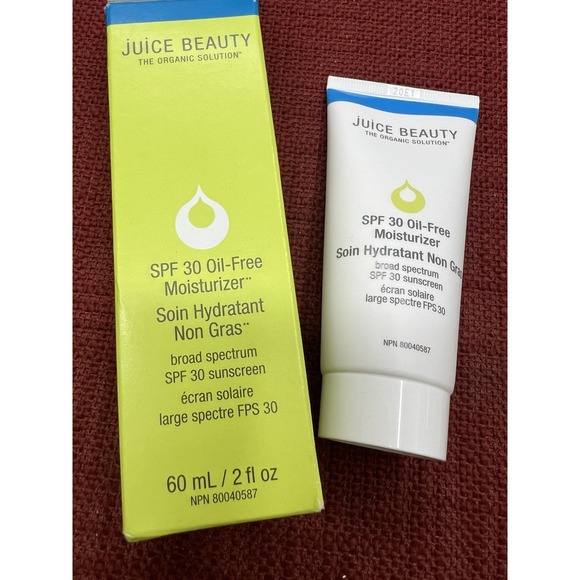 JUICE BEAUTY
THE ORGANIC SOLUTION™
SPF 30 Oil-Free
Moisturizer¨
Soin Hydratant
Non Gras¨
broad spectrum
SPF 30 sunscreen
écran solaire
large spectre FPS 30
60 mL / 2 fl oz
NPN 80040587
JUICE BEAUTY
THE ORGANIC SOLUTION™
SPF 30 Oil-Free
Moisturizer
Soin Hydratant Non Gras
broad spectrum
SPF 30 sunscreen
écran solaire
large spectre FPS 30
NPN 80040587